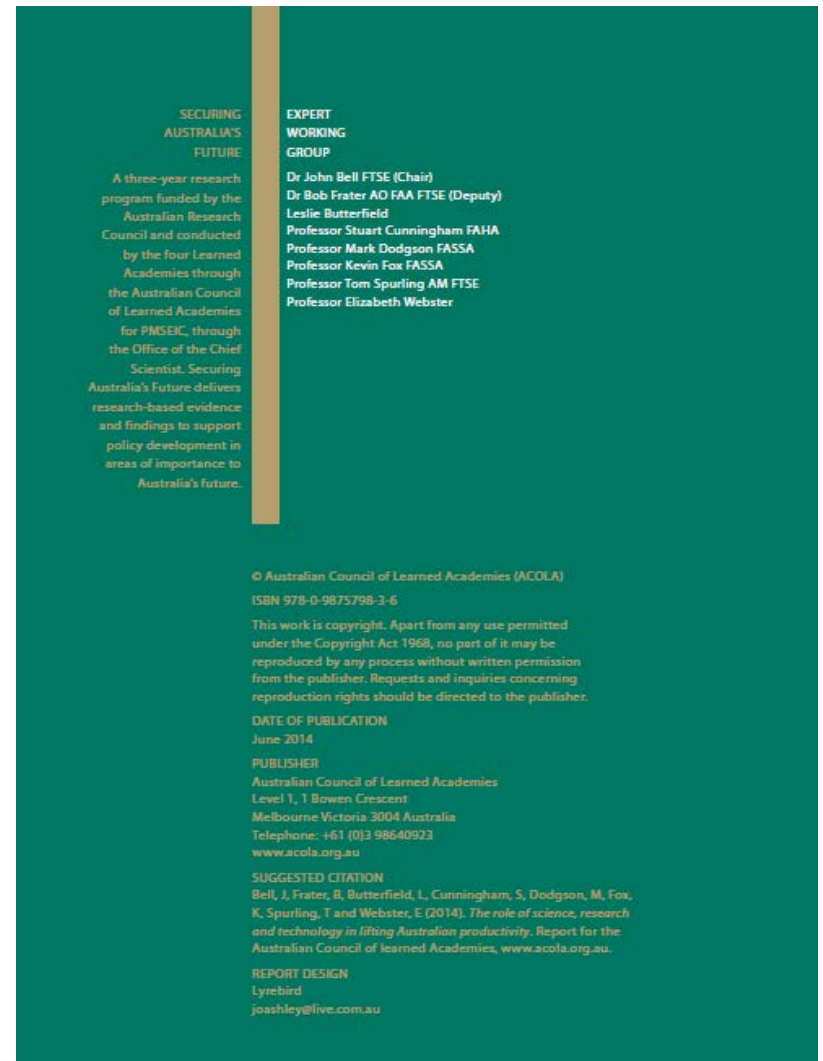 SECURING
AUSTRALIA'S
FUTURE
A three-year research
program funded by the
Australian Research
Council and conducted
by the four Learned
Academies through
the Australian Council
of Learned Academies
for PMSEIC, through
the Office of the Chief
Scientist. Securing
Australia's Future delivers
research-based evidence
and findings to support
policy development in
areas of importance to
Australia's future.
EXPERT
WORKING
GROUP
Dr John Bell FTSE (Chair)
Dr Bob Frater AO FAA FTSE (Deputy)
Leslie Butterfield
Professor Stuart Cunningham FAHA
Professor Mark Dodgson FASSA
Professor Kevin Fox FASSA
Professor Tom Spurling AM FTSE
Professor Elizabeth Webster
© Australian Council of Learned Academies (ACOLA)
ISBN 978-0-9875798-3-6
This work is copyright. Apart from any use permitted
under the Copyright Act 1968, no part of it may be
reproduced by any process without written permission
from the publisher. Requests and inquiries concerning
reproduction rights should be directed to the publisher.
DATE OF PUBLICATION
June 2014
PUBLISHER
Australian Council of Learned Academies
Level 1, 1 Bowen Crescent
Melbourne Victoria 3004 Australia
Telephone: +61 (0)3 98640923
www.acola.org.au
SUGGESTED CITATION
Bell, J, Frater, B, Butterfield, L, Cunningham, S, Dodgson, M, Fox,
K, Spurling, T and Webster, E (2014). The role of science, research
and technology in lifting Australian productivity. Report for the
Australian Council of learned Academies, www.acola.org.au.
REPORT DESIGN
Lyrebird
joashley@live.com.au